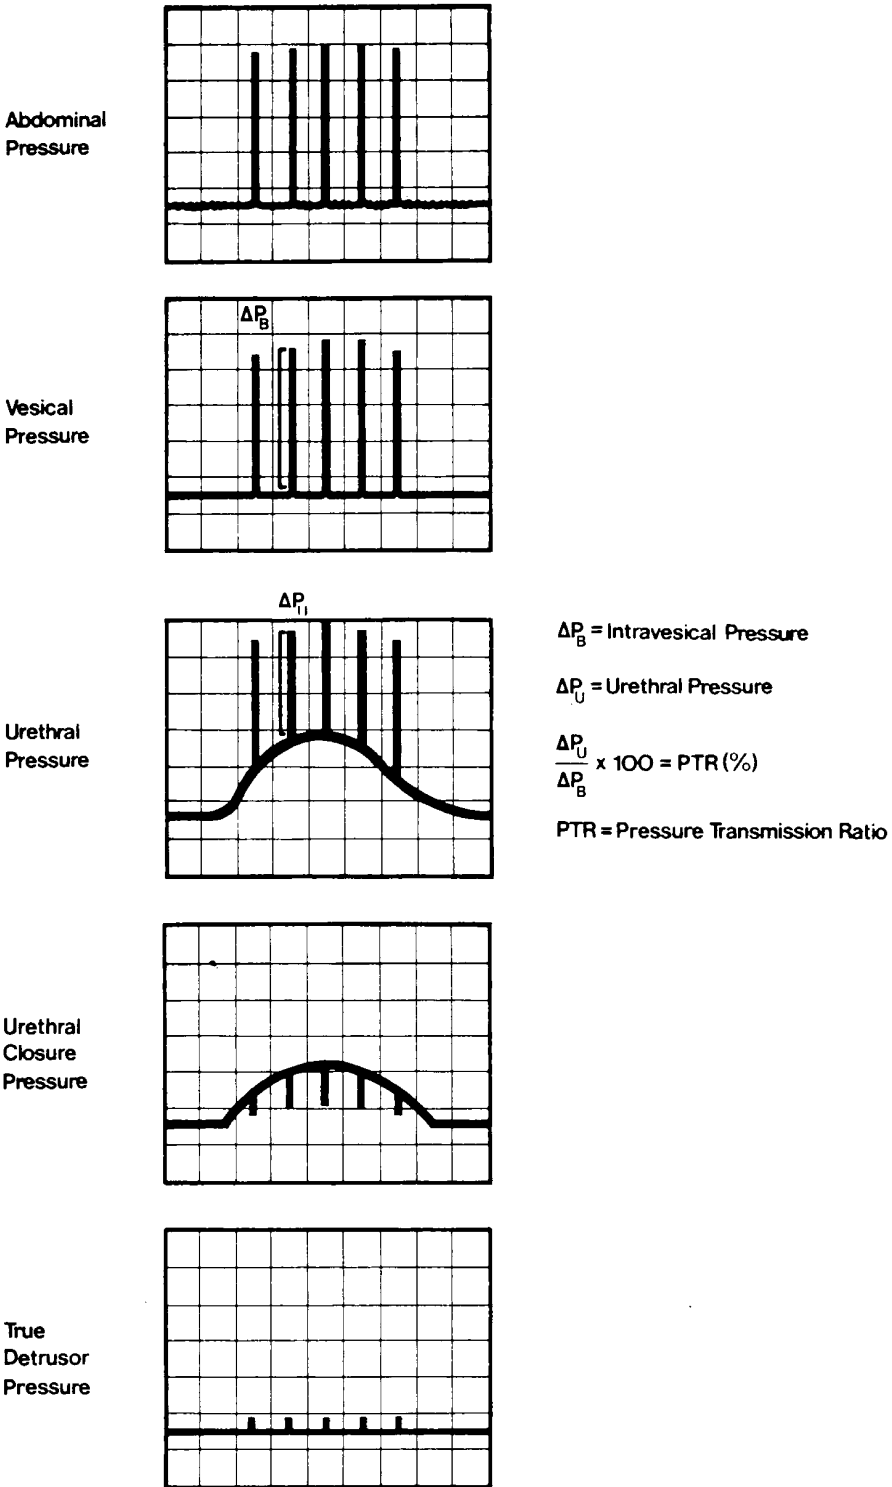 Abdominal
Pressure
ΔP_B
Vesical
Pressure
ΔP_U
Urethral
Pressure
ΔP_B = Intravesical Pressure
ΔP_U = Urethral Pressure
ΔP_U
ΔP_B
x 100 = PTR (%)
PTR = Pressure Transmission Ratio
Urethral
Closure
Pressure
True
Detrusor
Pressure